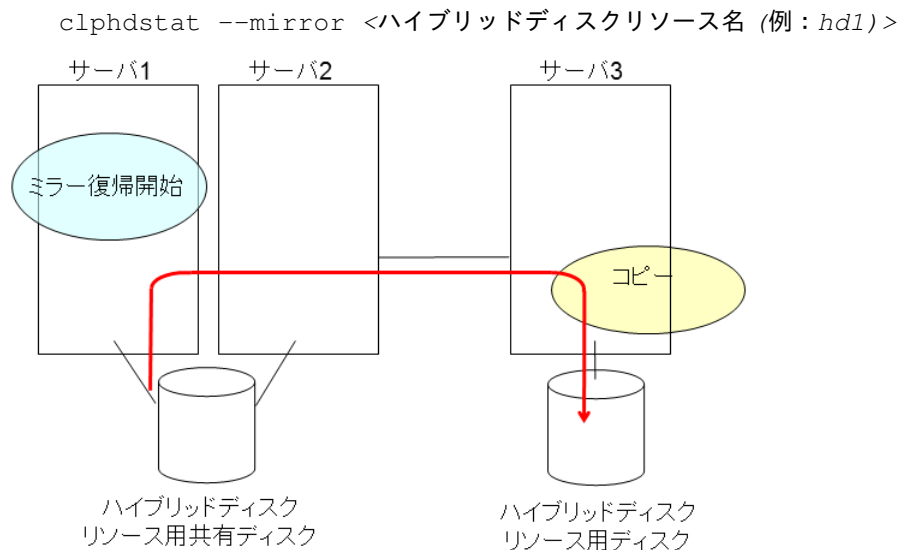 clphdstat --mirror <ハイブリッドディスクリソース名 (例：hd1)>
サーバ1
サーバ2
サーバ3
ミラー復帰開始
コピー
ハイブリッドディスク
リソース用共有ディスク
ハイブリッドディスク
リソース用ディスク